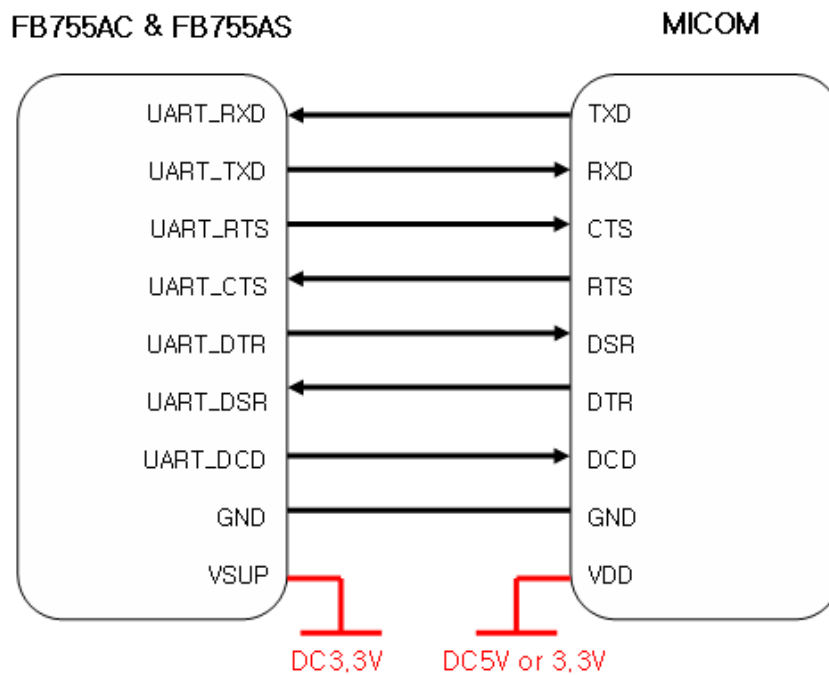 FB755AC & FB755AS
MICOM
UART_RXD
TXD
UART_TXD
RXD
UART_RTS
CTS
UART_CTS
RTS
UART_DTR
DSR
UART_DSR
DTR
UART_DCD
DCD
GND
GND
VSUP
VDD
DC3,3V
DC5V or 3,3V